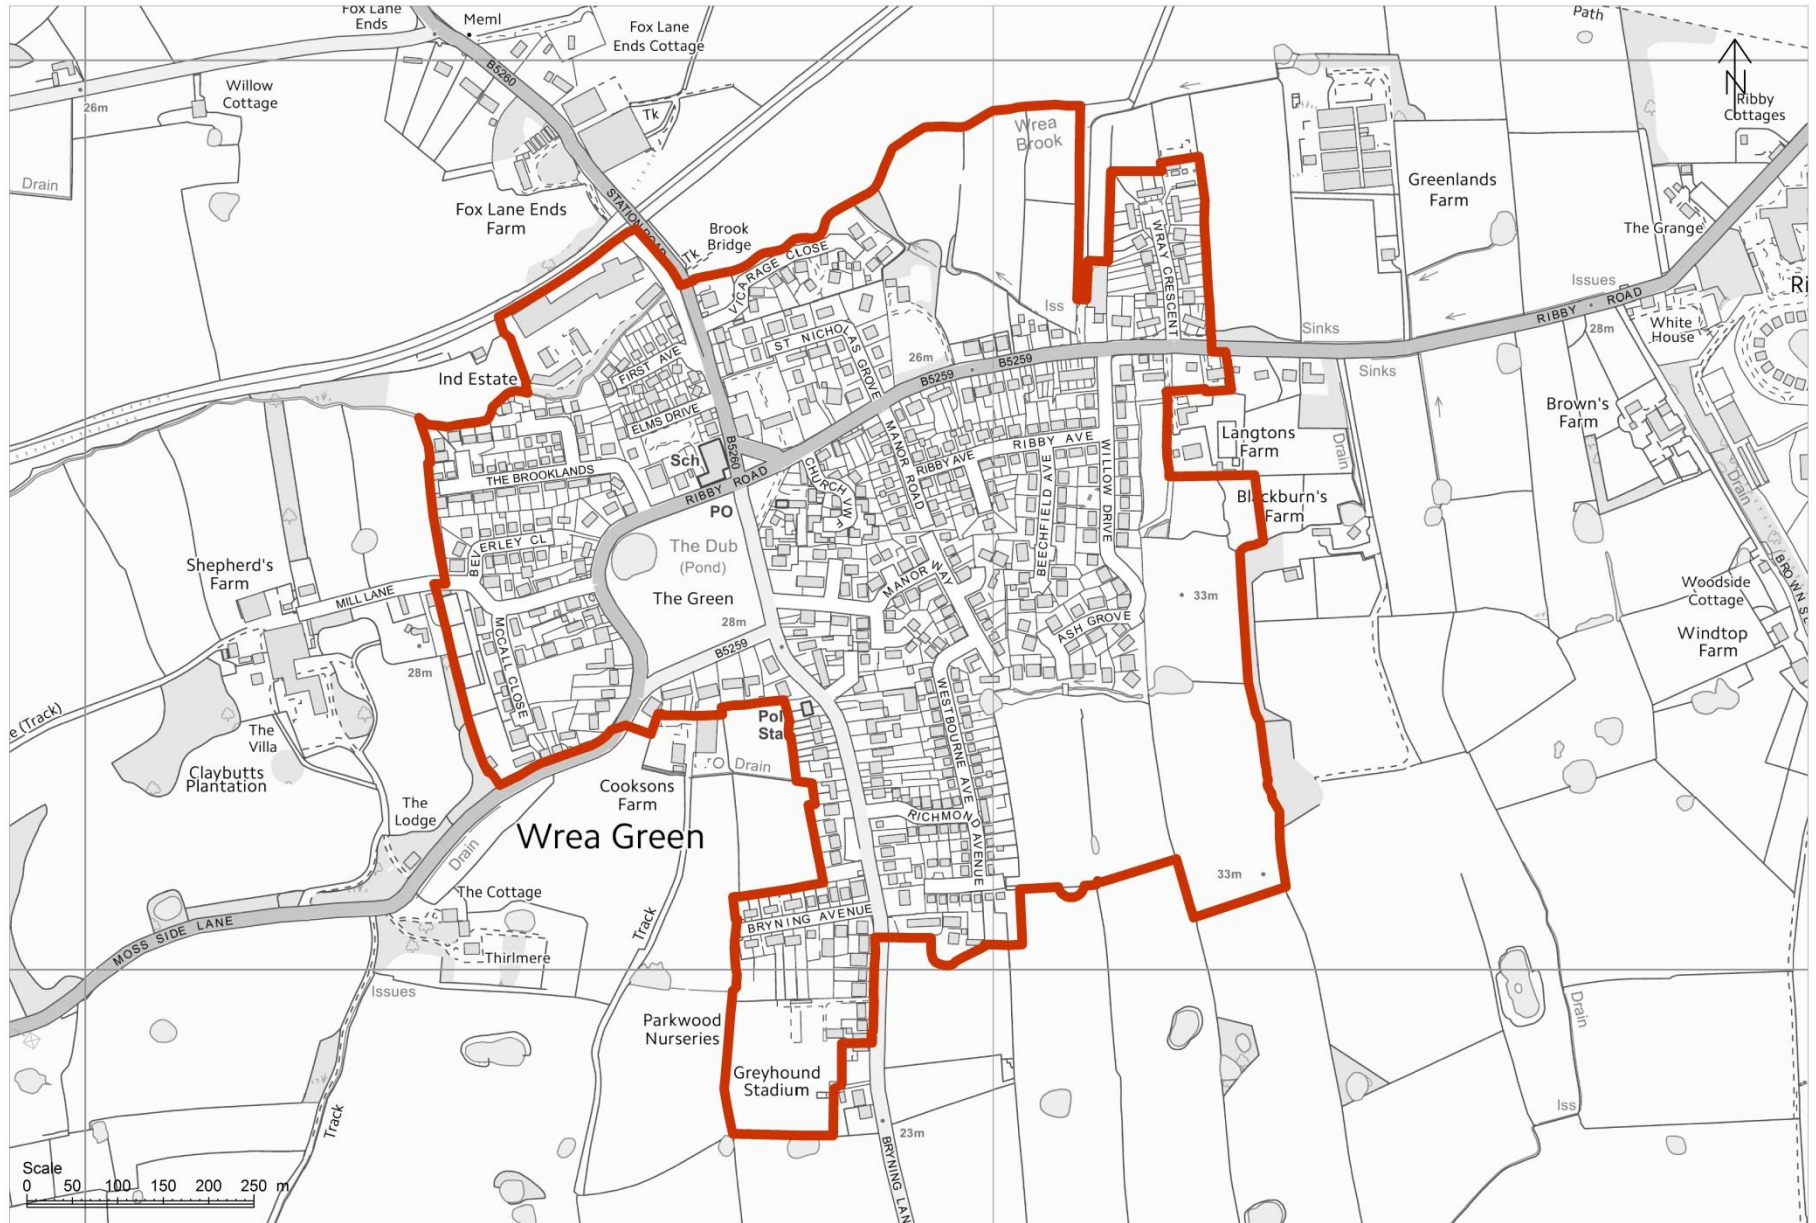 Fox Lane
Ends
Meml
Fox Lane
Ends Cottage
Path
B5260
Willow
Cottage
26m
Tk
N
Ribby
Cottages
Wrea
Brook
Drain
Fox Lane Ends
Farm
STATION ROAD
Brook
Bridge
Tk
Greenlands
Farm
The Grange
VICARAGE CLOSE
WRAY CRESCENT
Iss
Issues
RIBBY ROAD
28m
White
House
Sinks
Sinks
ST NICHOLAS GROVE
26m
B5259
B5259
Ind Estate
FIRST AVE
ELMS DRIVE
B5260
Sch
Brown's
Farm
Langtons
Farm
Drain
MANOR ROAD
RIBBY AVE
RIBBY AVE
WILLOW DRIVE
THE BROOKLANDS
RIBBY ROAD
CHURCH VW
PO
BEECHFIELD AVE
Blackburn's
Farm
Drain
BEVERLEY CL
The Dub
(Pond)
Shepherd's
Farm
MILL LANE
The Green
MANOR WAY
33m
Woodside
Cottage
28m
ASH GROVE
Windtop
Farm
MCCALL CLOSE
B5259
28m
WESTBOURNE AVE
(Track)
The
Villa
Pol
Sta
Claybutts
Plantation
Drain
Cooksons
Farm
The
Lodge
RICHMOND AVENUE
Wrea Green
Drain
33m
The Cottage
BRYNING AVENUE
Track
MOSS SIDE LANE
Thirlmere
Issues
Drain
Parkwood
Nurseries
Greyhound
Stadium
Track
Iss
23m
BRYNING LAN
Scale
0 50 100 150 200 250 m